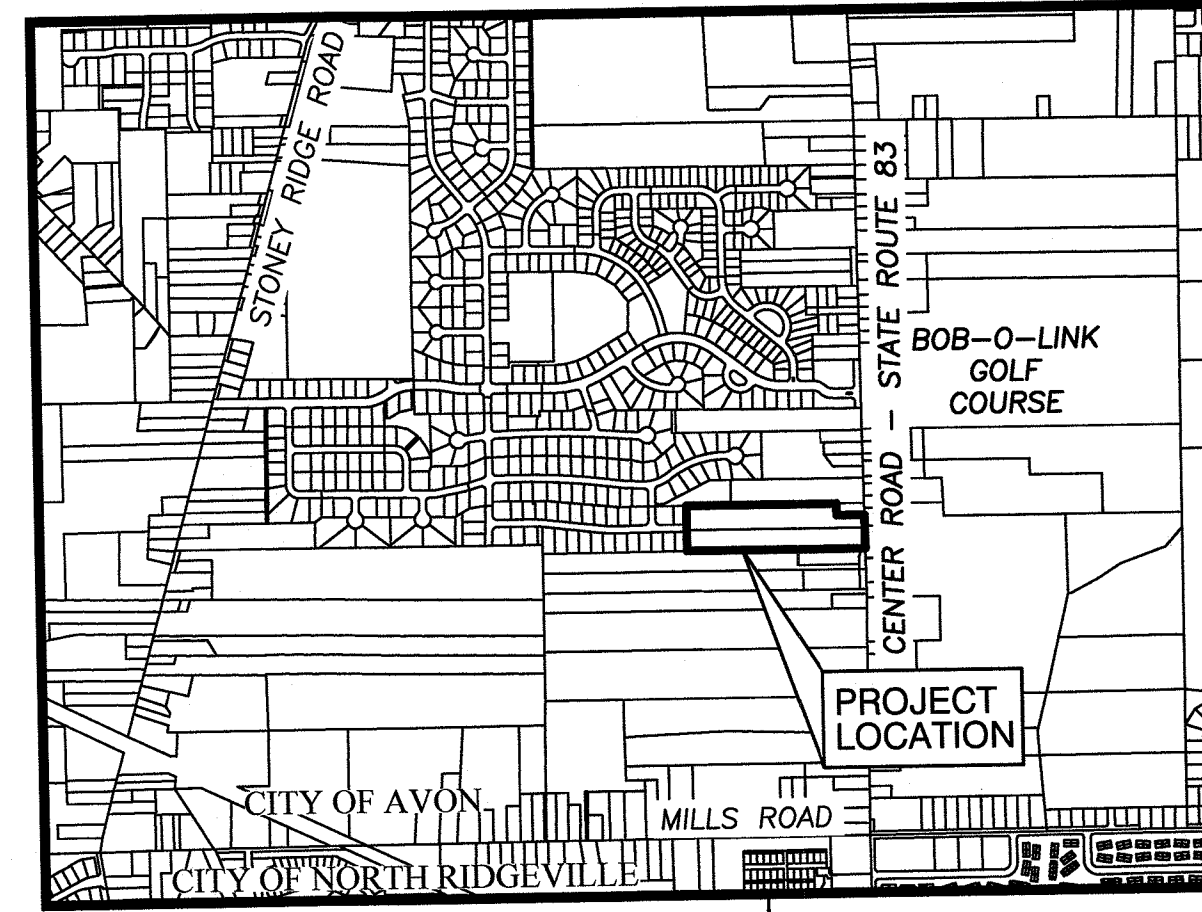 STONEY RIDGE ROAD
CENTER ROAD - STATE ROUTE 83
BOB-O-LINK
GOLF
COURSE
PROJECT
LOCATION
CITY OF AVON
MILLS ROAD
CITY OF NORTH RIDGEVILLE